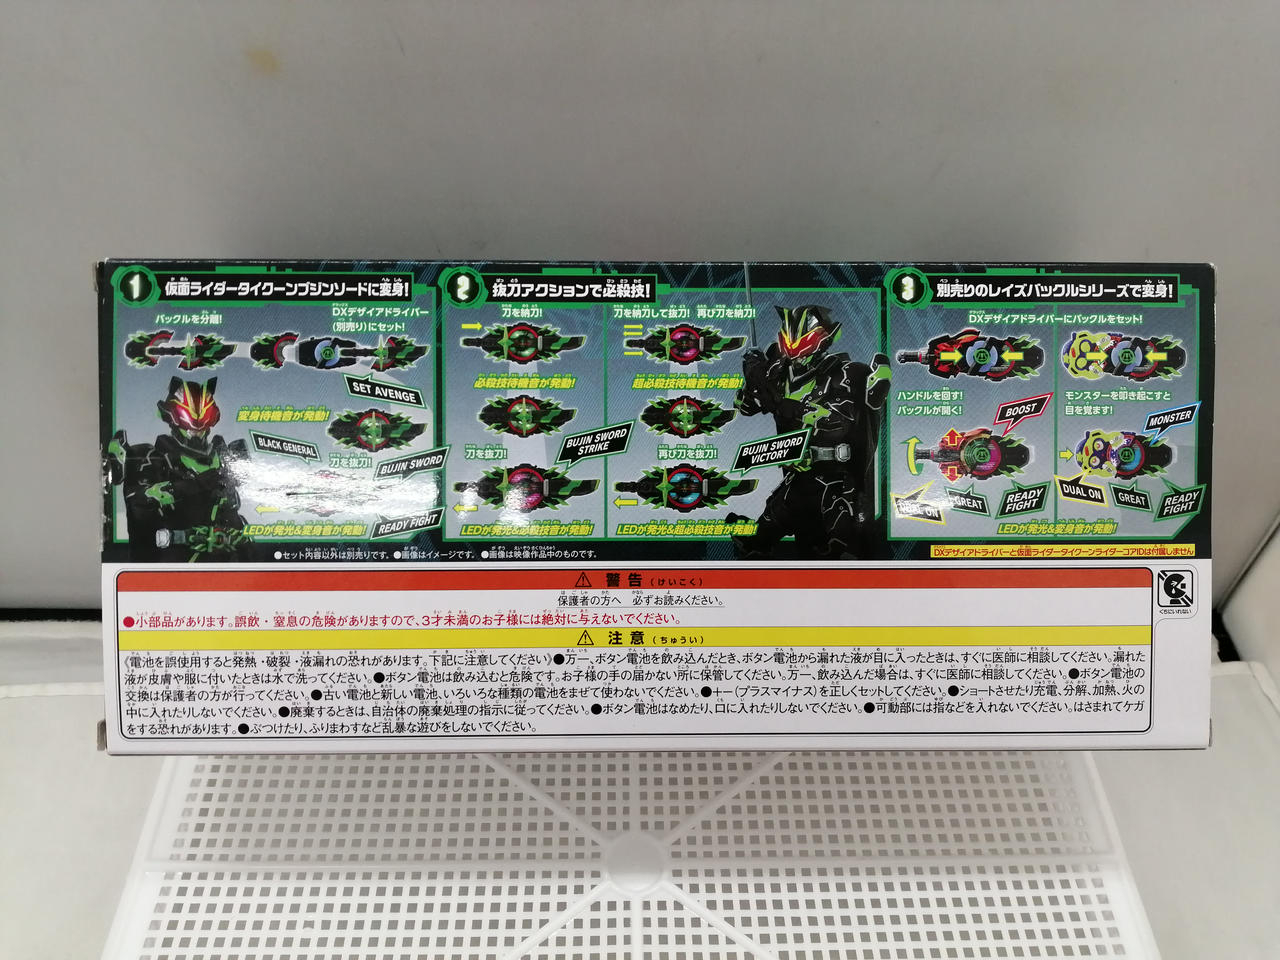 1 仮面ライダータイクーンブジンソードに変身!
バックルを分離!
DXデザイアドライバー
(別売り)にセット!
SET AVENGE
変身待機音が発動!
BLACK GENERAL
刀を抜刀!
BUJIN SWORD
READY FIGHT
LEDが発光&変身音が発動!
2 抜刀アクションで必殺技!
刀を納刀!
必殺技待機音が発動!
刀を抜刀!
BUJIN SWORD
STRIKE
LEDが発光&必殺技音が発動!
刀を納刀して抜刀!再び刀を納刀!
超必殺技待機音が発動!
再び刀を抜刀!
BUJIN SWORD
VICTORY
LEDが発光&超必殺技音が発動!
3 別売りのレイズバックルシリーズで変身!
DXデザイアドライバーにバックルをセット!
ハンドルを回す!
バックルが開く!
BOOST
DUAL ON
GREAT
READY
FIGHT
モンスターを叩き起こすと
目を覚ます!
MONSTER
DUAL ON
GREAT
READY
FIGHT
LEDが発光&変身音が発動!
●セット内容以外は別売りです。●画像はイメージです。●画像は映像作品中のものです。
DXデザイアドライバーと仮面ライダータイクーンライダーコアIDは付属しません
警告(けいこく)
保護者の方へ 必ずお読みください。
●小部品があります。誤飲・窒息の危険がありますので、3才未満のお子様には絶対に与えないでください。
注意(ちゅうい)
《電池を誤使用すると発熱・破裂・液漏れの恐れがあります。下記に注意してください》●万一、ボタン電池を飲み込んだとき、ボタン電池から漏れた液が目に入ったときは、すぐに医師に相談してください。漏れた
液が皮膚や服に付いたときは水で洗ってください。●ボタン電池は飲み込むと危険です。お子様の手の届かない所に保管してください。万一、飲み込んだ場合は、すぐに医師に相談してください。●ボタン電池の
交換は保護者の方が行ってください。●古い電池と新しい電池、いろいろな種類の電池をまぜて使わないでください。●+-(プラスマイナス)を正しくセットしてください。●ショートさせたり充電、分解、加熱、火の
中に入れたりしないでください。●廃棄するときは、自治体の廃棄処理の指示に従ってください。●ボタン電池はなめたり、口に入れたりしないでください。●可動部には指などを入れないでください。はさまれてケガ
をする恐れがあります。●ぶつけたり、ふりまわすなど乱暴な遊びをしないでください。
くちにいれない